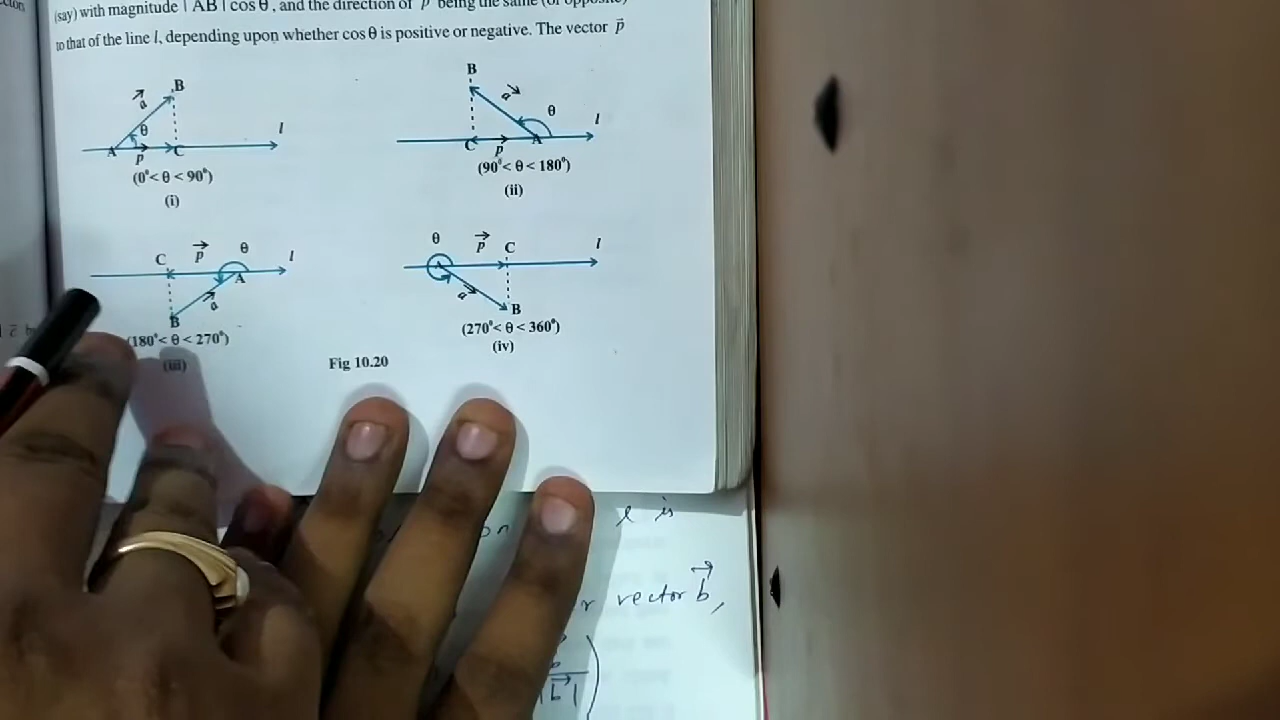 (say) with magnitude | AB | cos θ, and the direction of p⃗ being the same (or opposite)
to that of the line l, depending upon whether cos θ is positive or negative. The vector p⃗
B
a⃗
θ
l
A
p⃗
C
(0°< θ < 90°)
(i)
B
a⃗
θ
l
C
p⃗
A
(90°< θ < 180°)
(ii)
C p⃗ θ l
A
a⃗
B
(180°< θ < 270°)
(iii)
θ p⃗ C l
a⃗
B
(270°< θ < 360°)
(iv)
Fig 10.20
on l is
r vector b⃗,